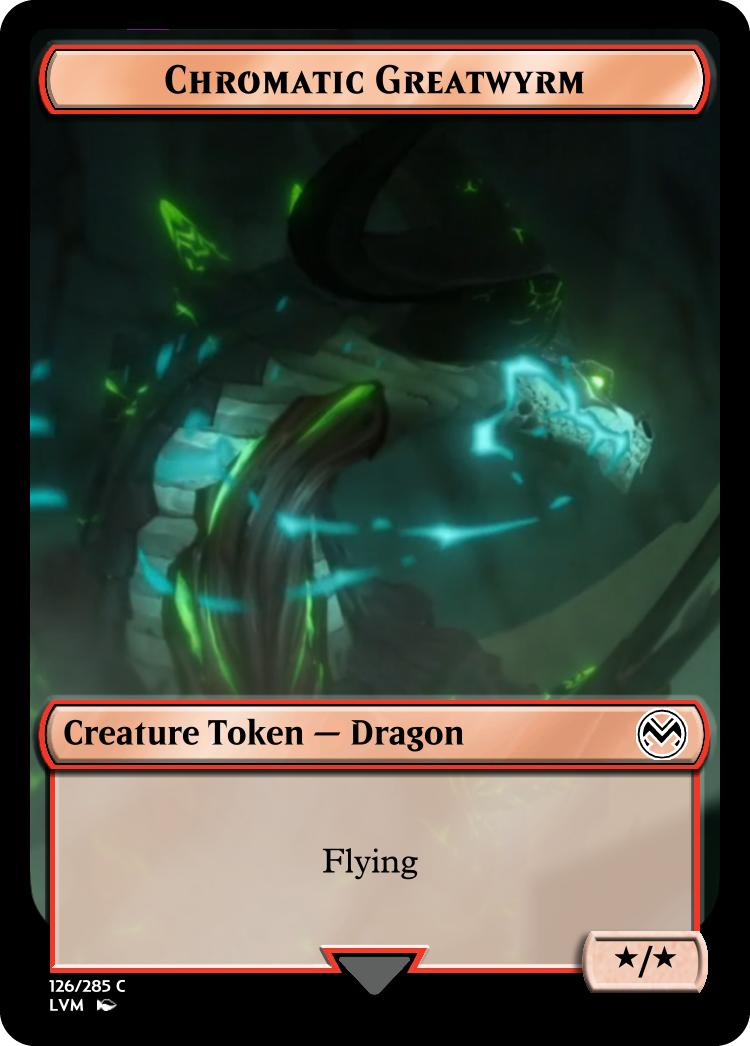 Chromatic Greatwyrm
Creature Token — Dragon
Flying
★/★
126/285 C
LVM